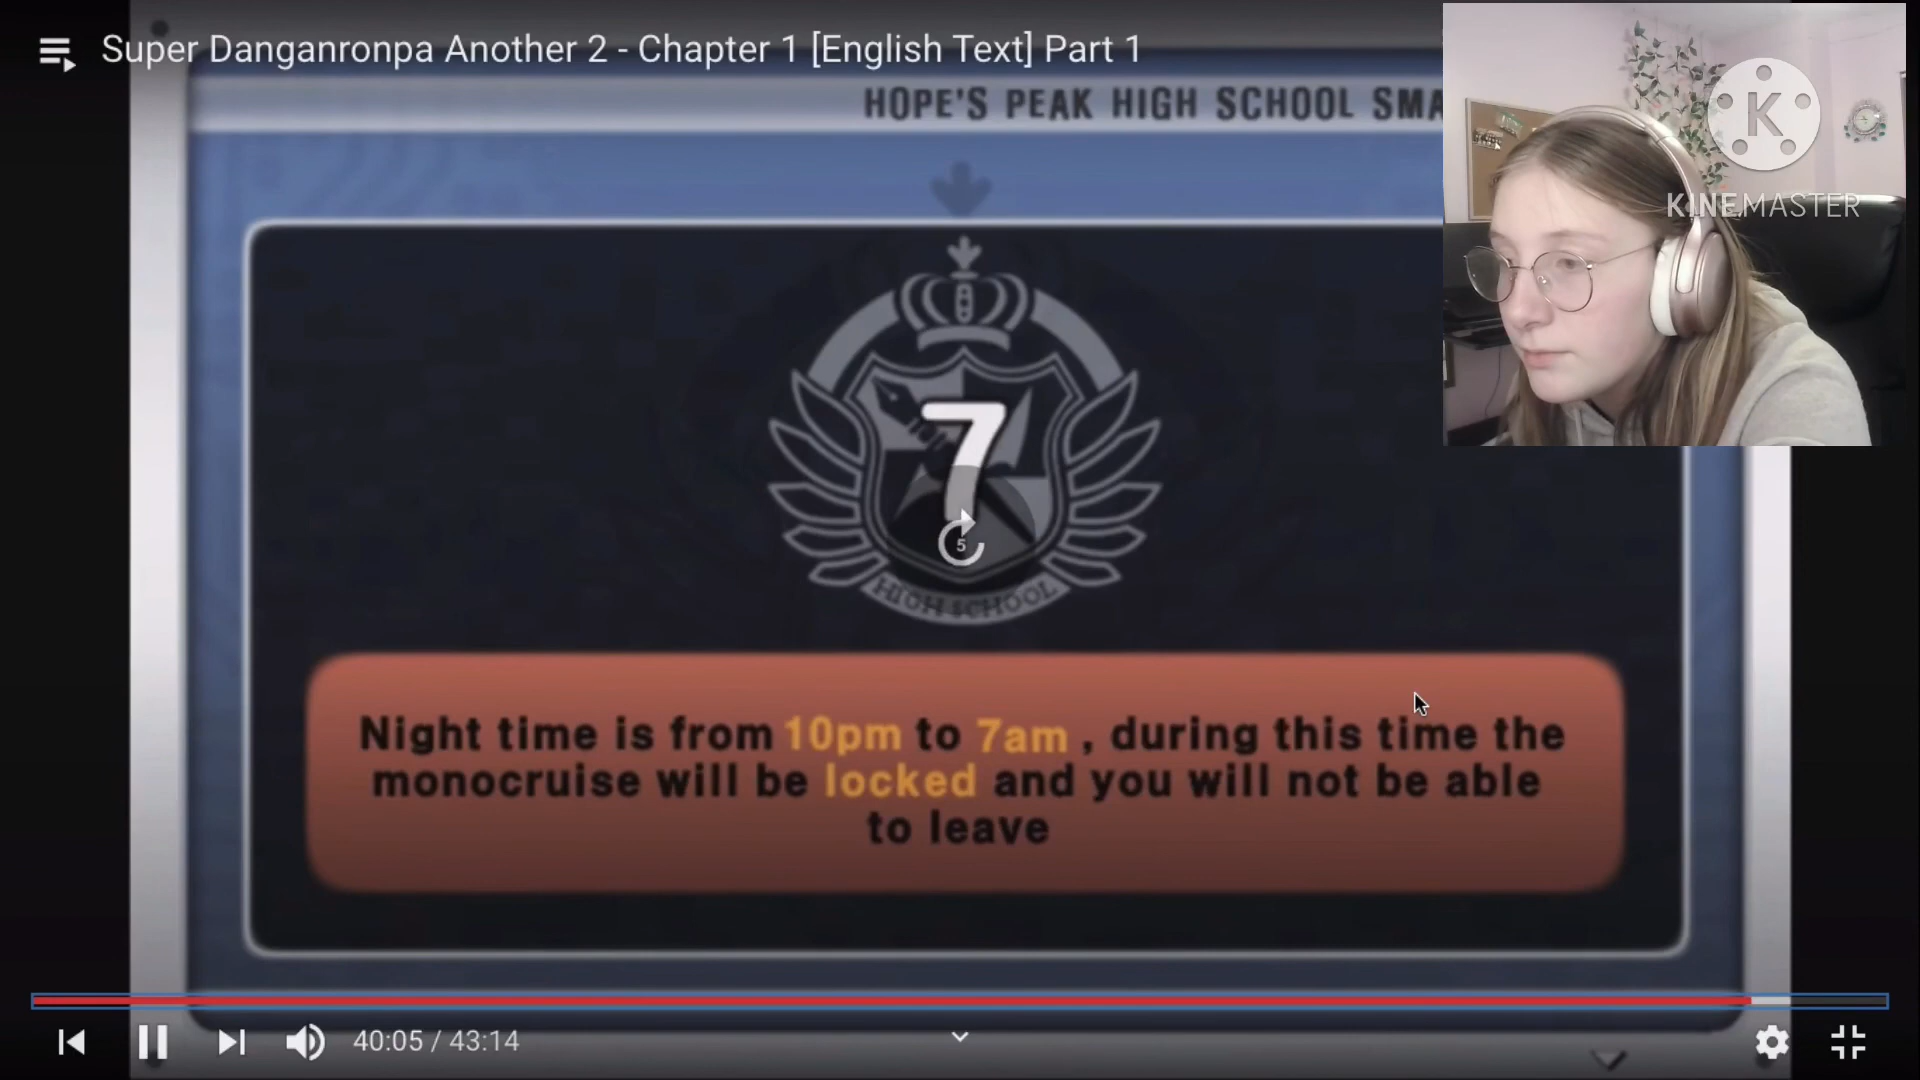 Super Danganronpa Another 2 - Chapter 1 [English Text] Part 1
HOPE'S PEAK HIGH SCHOOL SMA
K
KINEMASTER
7
5
HIGH SCHOOL
Night time is from 10pm to 7am , during this time the
monocruise will be locked and you will not be able
to leave
40:05 / 43:14